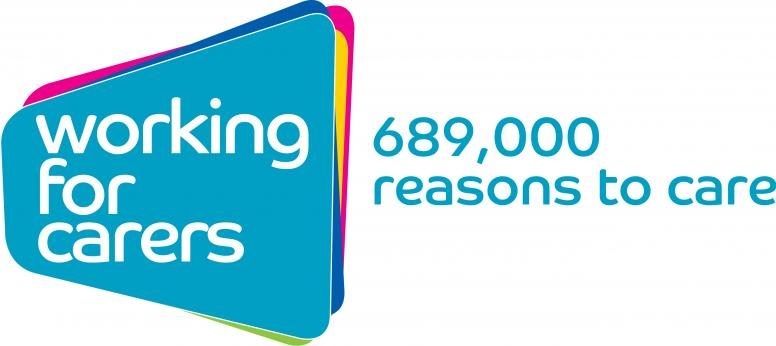 working
for
carers
689,000
reasons to care